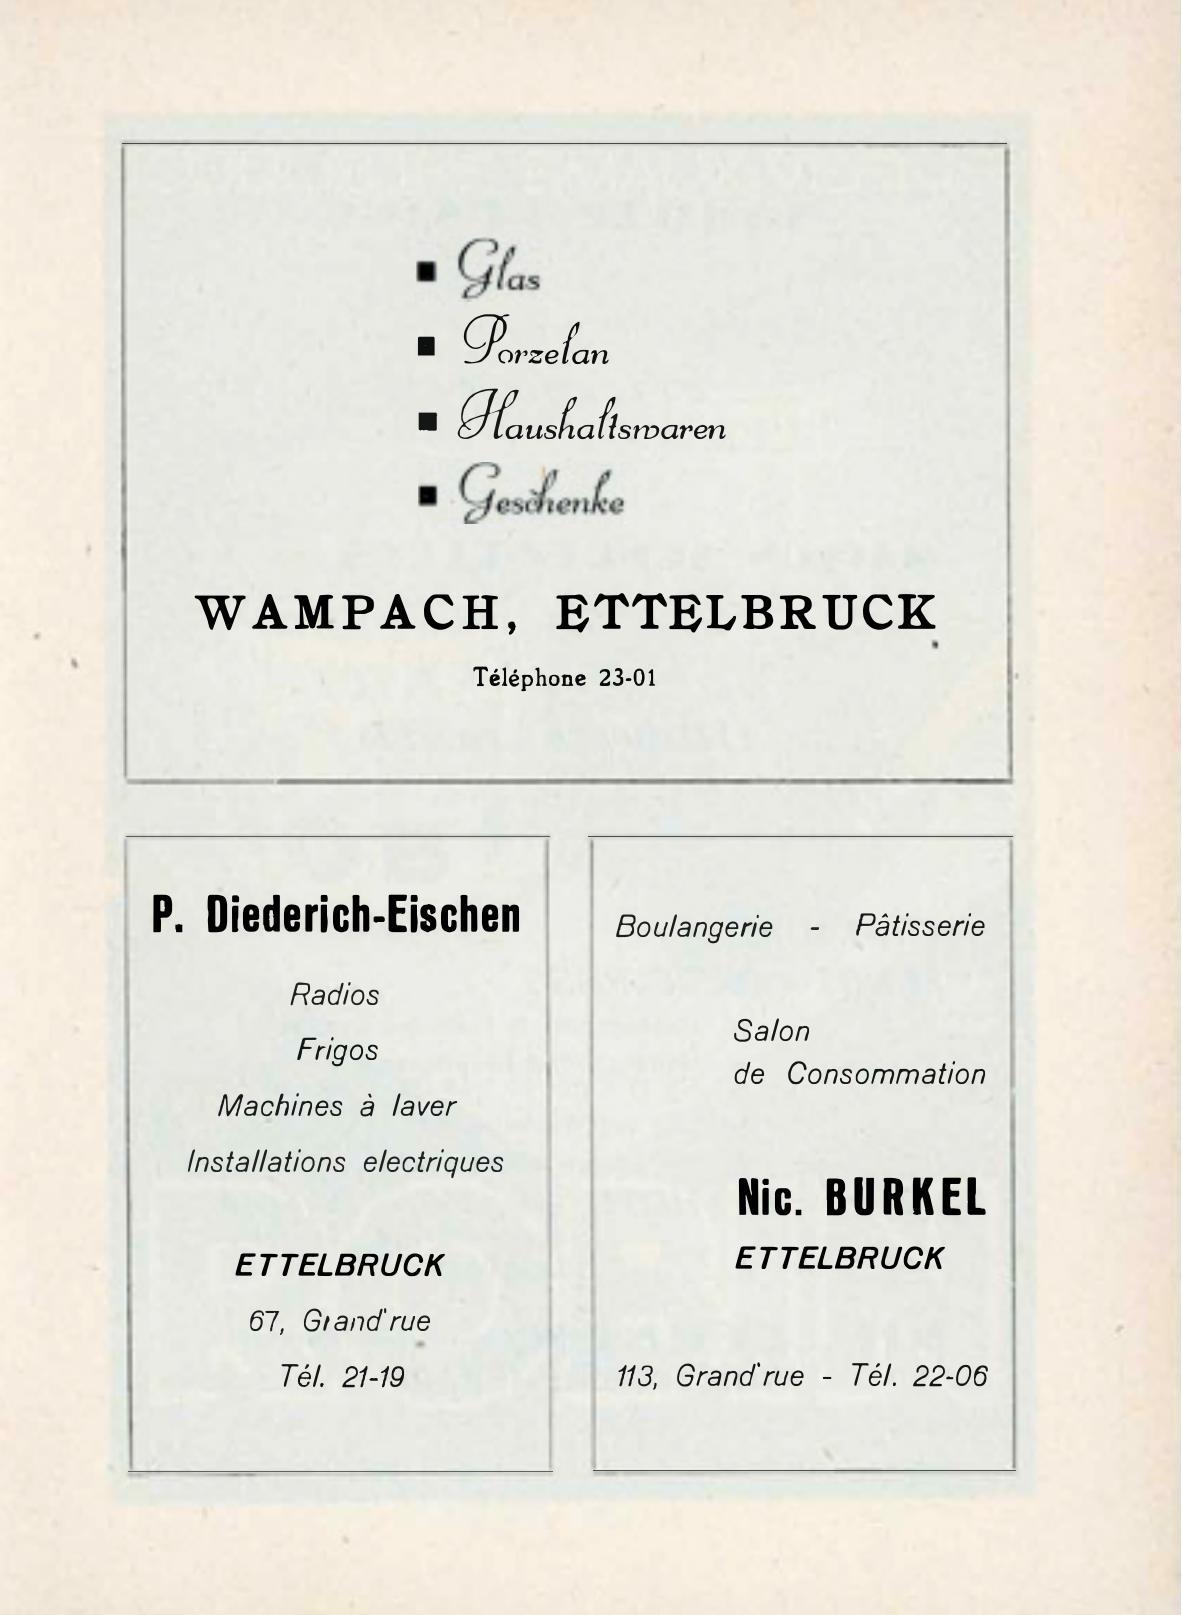 ▪ Glas
▪ Porzelan
▪ Haushaltswaren
▪ Geschenke
WAMPACH, ETTELBRUCK
Téléphone 23-01
P. Diederich-Eischen
Radios
Frigos
Machines à laver
Installations electriques
ETTELBRUCK
67, Grand'rue
Tél. 21-19
Boulangerie - Pâtisserie
Salon
de Consommation
Nic. BURKEL
ETTELBRUCK
113, Grand'rue - Tél. 22-06